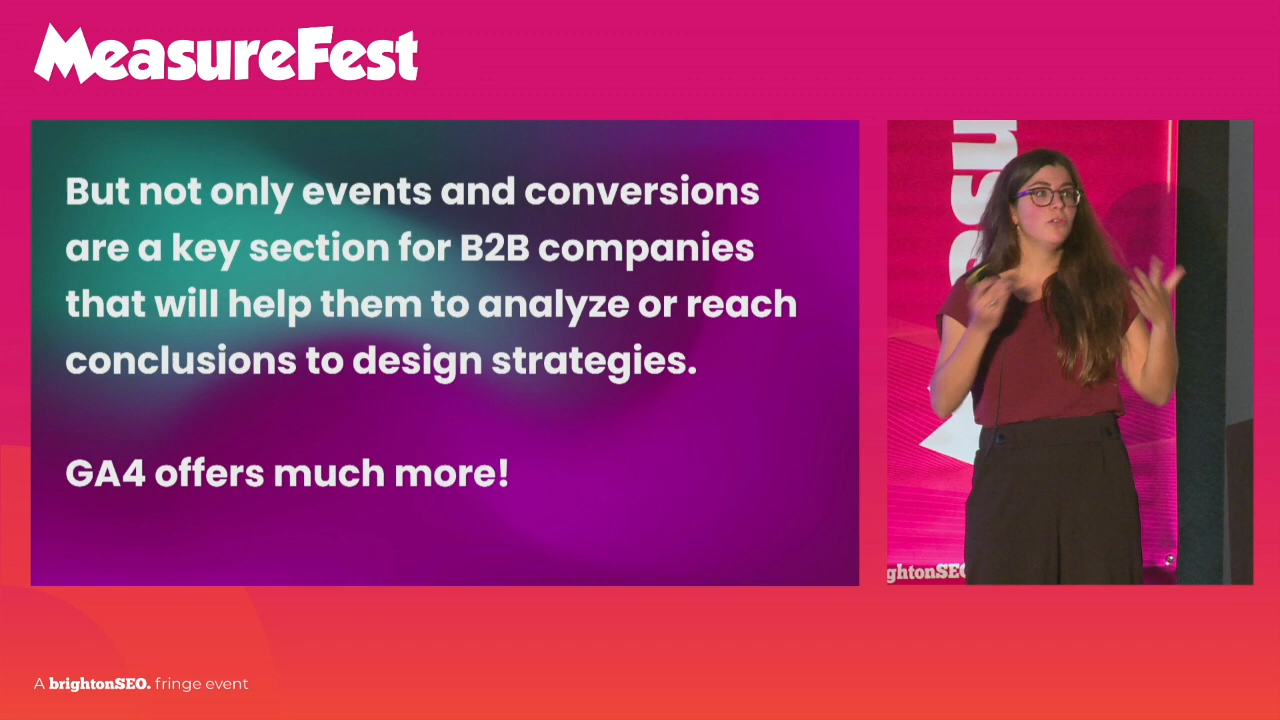 MeasureFest
But not only events and conversions
are a key section for B2B companies
that will help them to analyze or reach
conclusions to design strategies.
GA4 offers much more!
A brightonSEO. fringe event